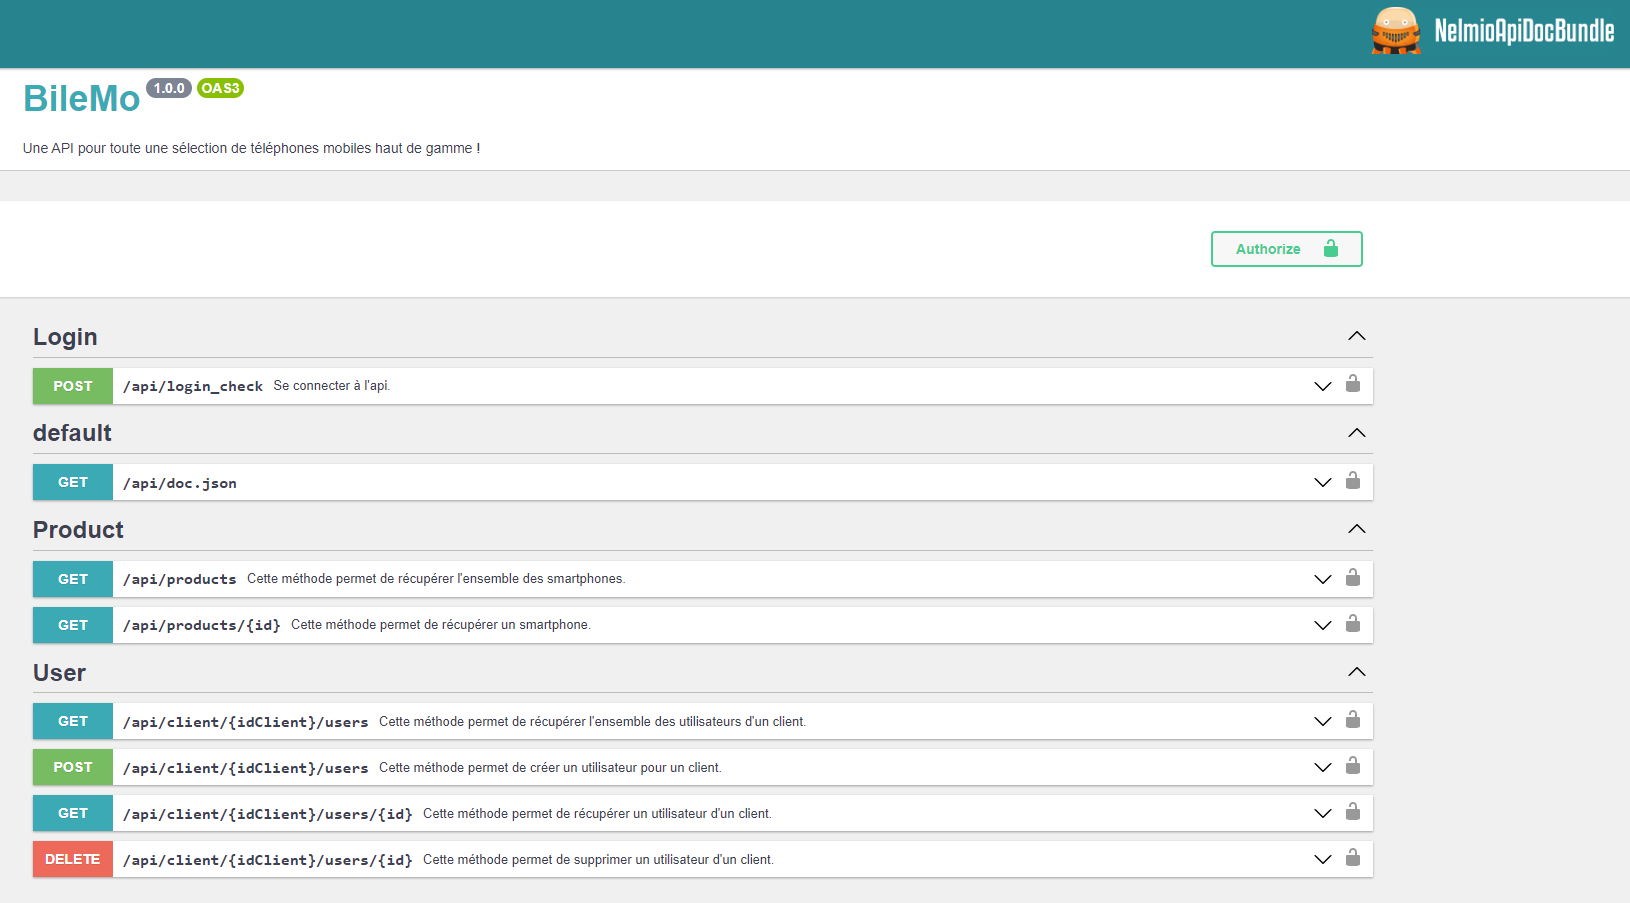 NelmioApiDocBundle
BileMo 1.0.0 OAS3
Une API pour toute une sélection de téléphones mobiles haut de gamme !
Authorize
Login
POST /api/login_check Se connecter à l'api.
default
GET /api/doc.json
Product
GET /api/products Cette méthode permet de récupérer l'ensemble des smartphones.
GET /api/products/{id} Cette méthode permet de récupérer un smartphone.
User
GET /api/client/{idClient}/users Cette méthode permet de récupérer l'ensemble des utilisateurs d'un client.
POST /api/client/{idClient}/users Cette méthode permet de créer un utilisateur pour un client.
GET /api/client/{idClient}/users/{id} Cette méthode permet de récupérer un utilisateur d'un client.
DELETE /api/client/{idClient}/users/{id} Cette méthode permet de supprimer un utilisateur d'un client.